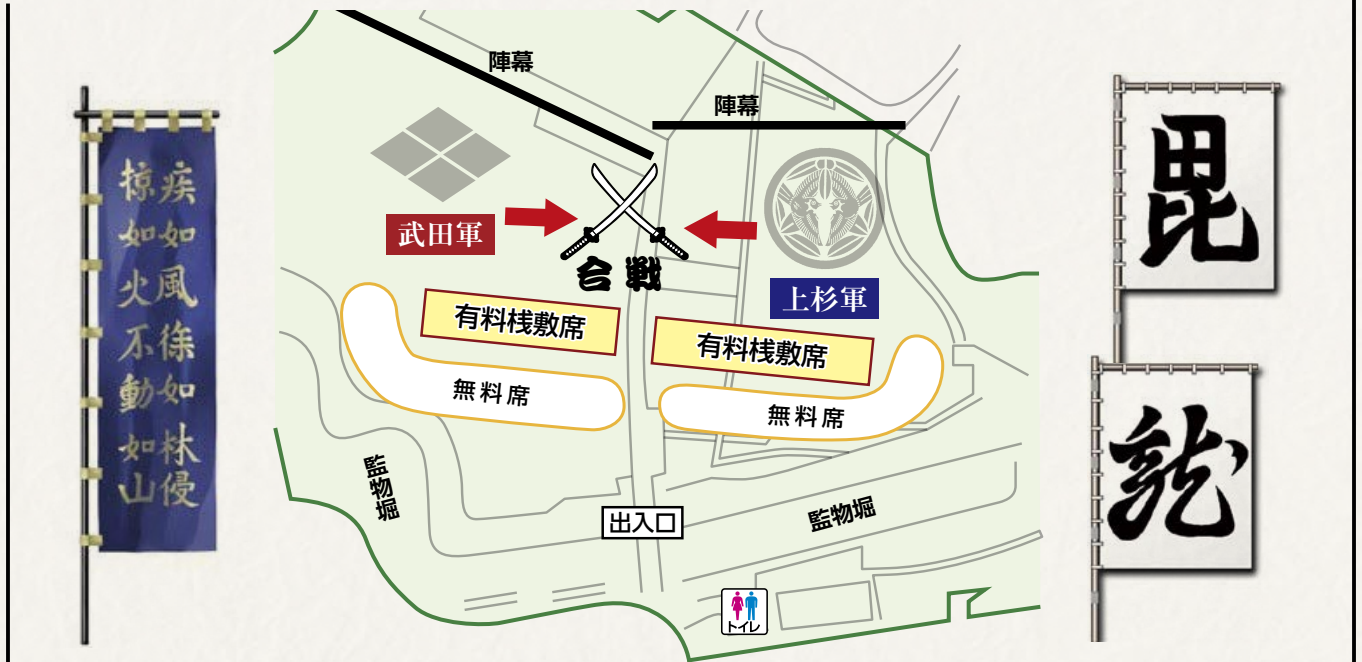 疾如風徐如林侵
掠如火不動如山
陣幕
陣幕
武田軍
合戦
上杉軍
有料桟敷席
有料桟敷席
無料席
無料席
監物堀
監物堀
出入口
トイレ
毘
龍